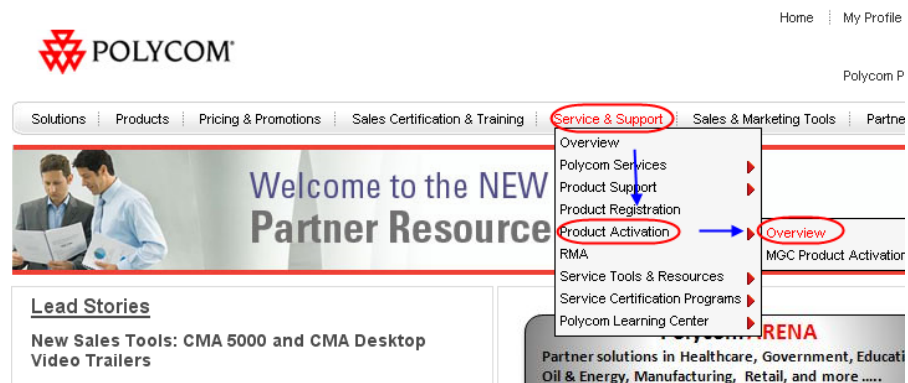 Home My Profile
POLYCOM
Polycom P
Solutions Products Pricing & Promotions Sales Certification & Training Service & Support Sales & Marketing Tools Partne
Overview
Polycom Services
Product Support
Product Registration
Product Activation
RMA
Service Tools & Resources
Service Certification Programs
Polycom Learning Center
Overview
MGC Product Activation
Welcome to the NEW
Partner Resource
Lead Stories
New Sales Tools: CMA 5000 and CMA Desktop
Video Trailers
ARENA
Partner solutions in Healthcare, Government, Educati
Oil & Energy, Manufacturing, Retail, and more .....